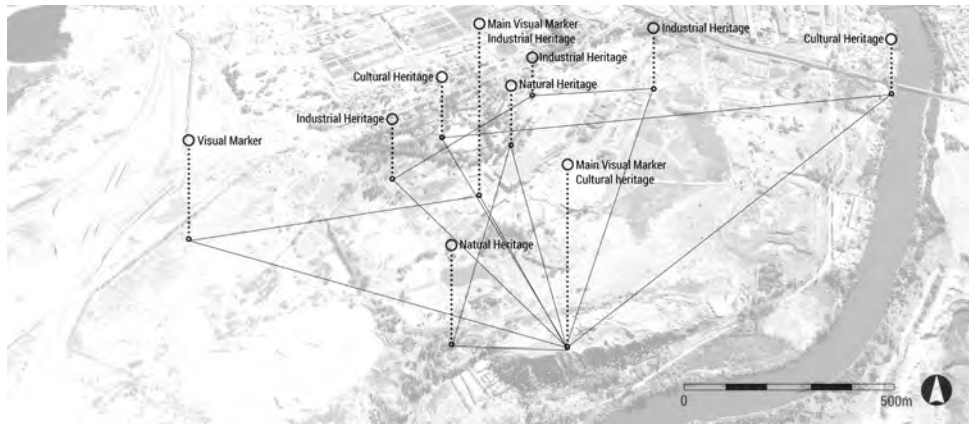 Main Visual Marker
Industrial Heritage
Industrial Heritage
Cultural Heritage
Industrial Heritage
Cultural Heritage
Natural Heritage
Industrial Heritage
Visual Marker
Main Visual Marker
Cultural heritage
Natual Heritage
0
500m